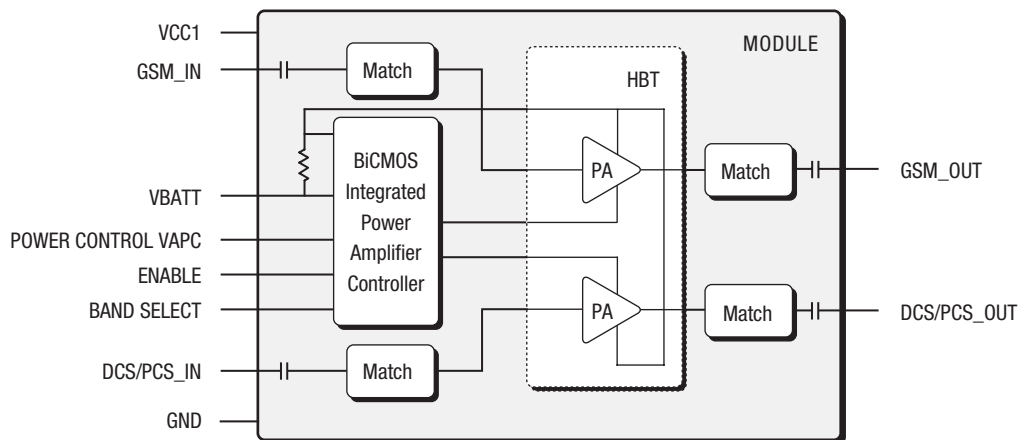 VCC1
GSM_IN
VBATT
POWER CONTROL VAPC
ENABLE
BAND SELECT
DCS/PCS_IN
GND
MODULE
Match
HBT
BiCMOS
Integrated
Power
Amplifier
Controller
PA
Match
GSM_OUT
PA
Match
DCS/PCS_OUT
Match